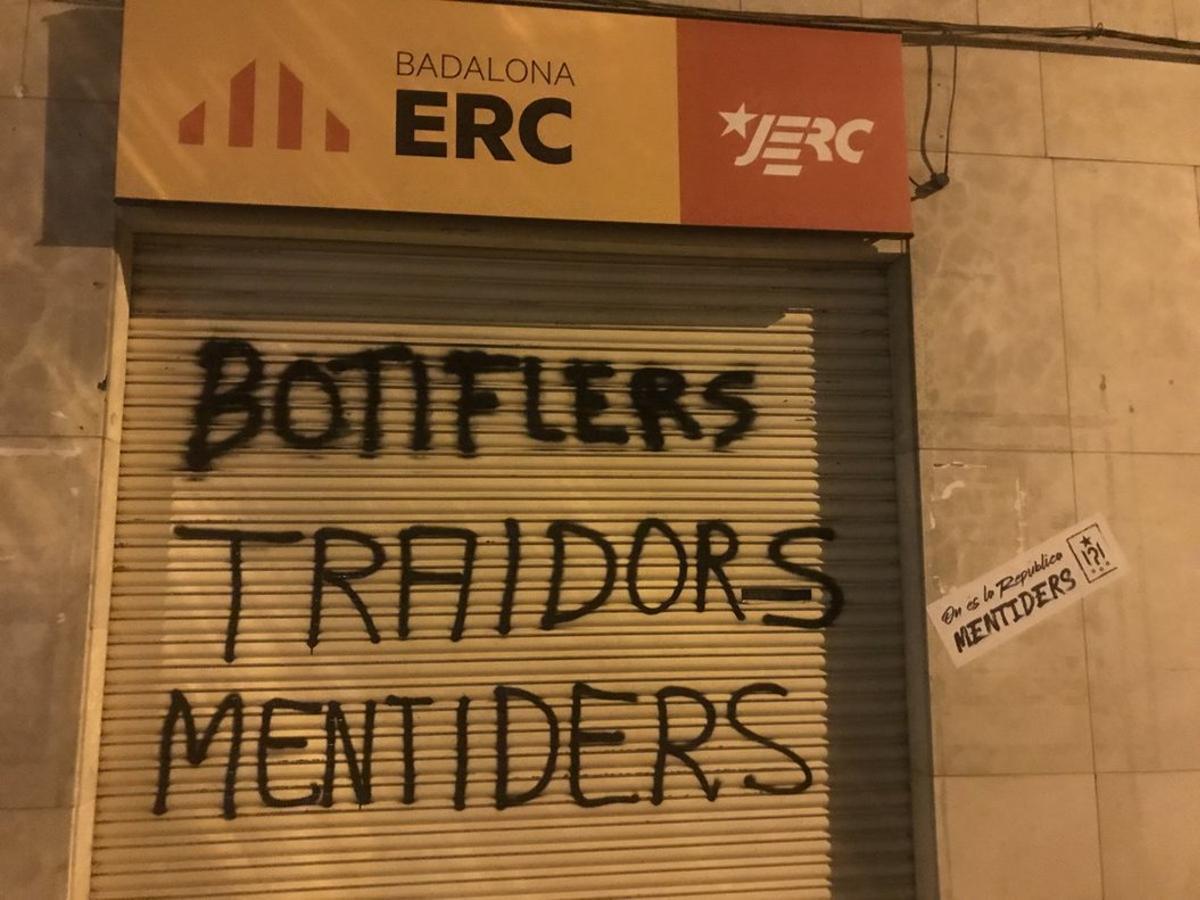 BADALONA
ERC
JERC
BOTIFLERS
TRAIDORS
MENTIDERS
On és la República
MENTIDERS
!?!